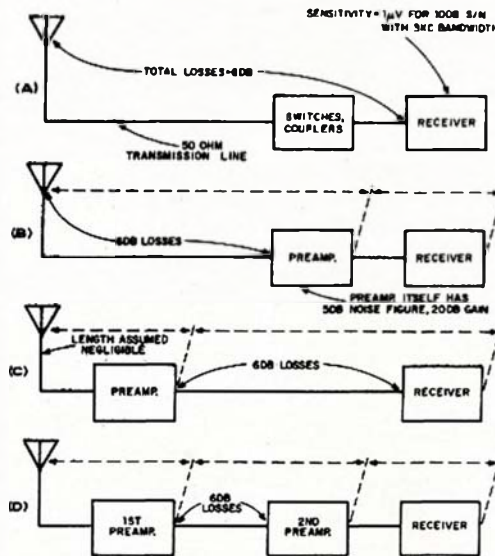 SENSITIVITY=1μV FOR 10DB S/N
WITH 3KC BANDWIDTH
TOTAL LOSSES=6DB
(A)
SWITCHES,
COUPLERS
RECEIVER
50 OHM
TRANSMISSION LINE
(B)
6DB LOSSES
PREAMP.
RECEIVER
PREAMP. ITSELF HAS
5DB NOISE FIGURE, 20DB GAIN
LENGTH ASSUMED
NEGLIGIBLE
(C)
6DB LOSSES
PREAMP.
RECEIVER
(D)
6DB
LOSSES
1ST
PREAMP.
2ND
PREAMP.
RECEIVER